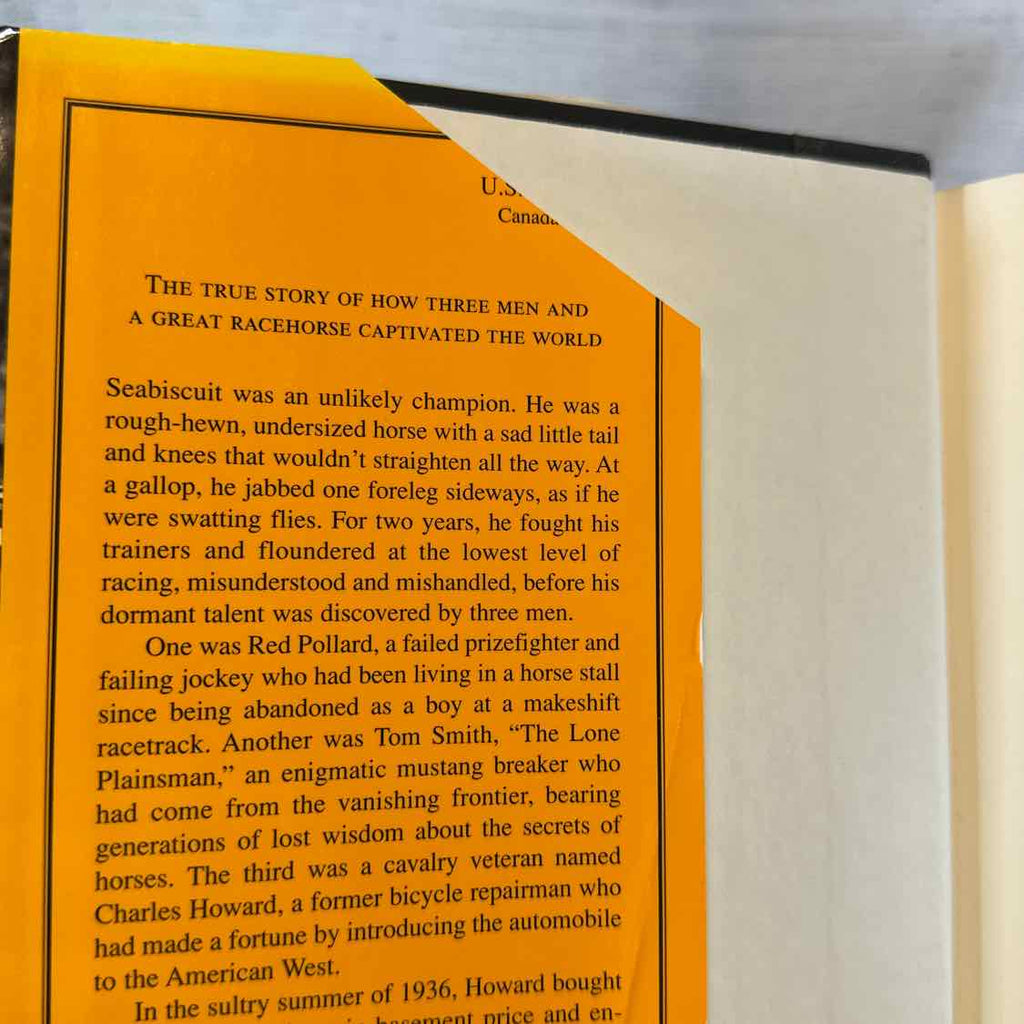 U.S.
Canada
THE TRUE STORY OF HOW THREE MEN AND
A GREAT RACEHORSE CAPTIVATED THE WORLD
Seabiscuit was an unlikely champion. He was a
rough-hewn, undersized horse with a sad little tail
and knees that wouldn't straighten all the way. At
a gallop, he jabbed one foreleg sideways, as if he
were swatting flies. For two years, he fought his
trainers and floundered at the lowest level of
racing, misunderstood and mishandled, before his
dormant talent was discovered by three men.
One was Red Pollard, a failed prizefighter and
failing jockey who had been living in a horse stall
since being abandoned as a boy at a makeshift
racetrack. Another was Tom Smith, “The Lone
Plainsman,” an enigmatic mustang breaker who
had come from the vanishing frontier, bearing
generations of lost wisdom about the secrets of
horses. The third was a cavalry veteran named
Charles Howard, a former bicycle repairman who
had made a fortune by introducing the automobile
to the American West.
In the sultry summer of 1936, Howard bought
basement price and en-